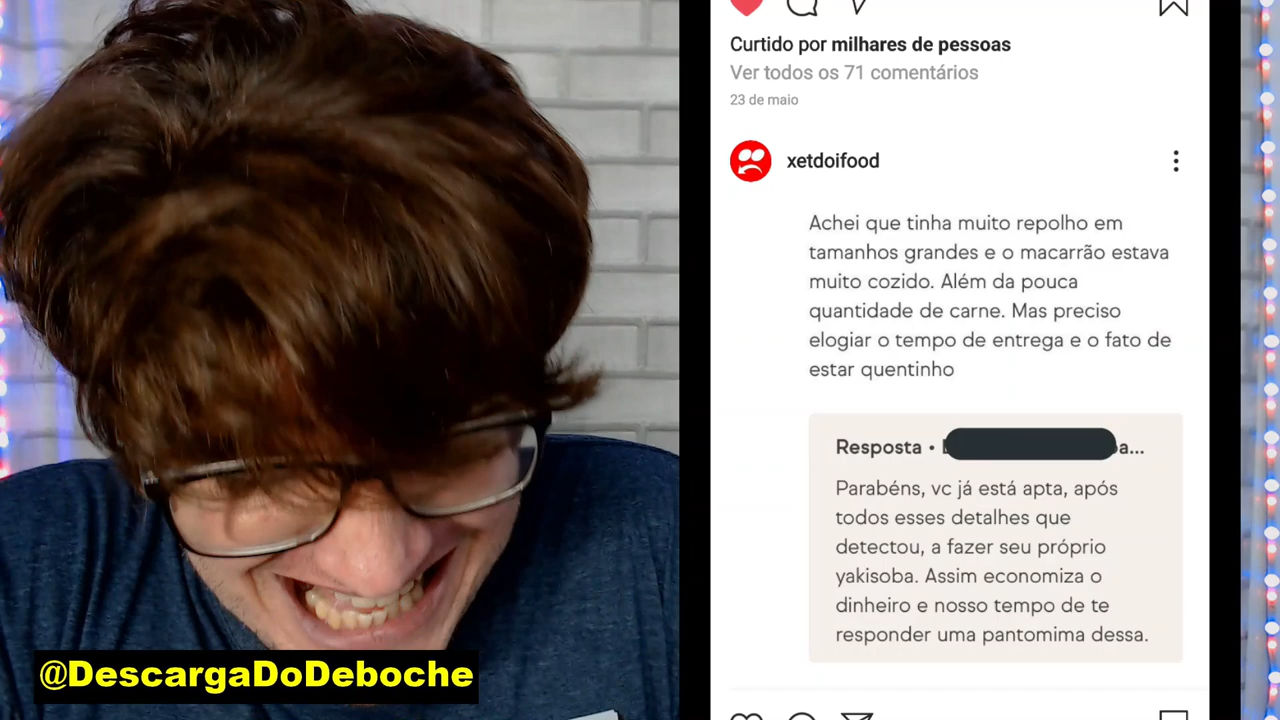 Curtido por milhares de pessoas
Ver todos os 71 comentários
23 de maio
xetdoifood
Achei que tinha muito repolho em
tamanhos grandes e o macarrão estava
muito cozido. Além da pouca
quantidade de carne. Mas preciso
elogiar o tempo de entrega e o fato de
estar quentinho
Resposta •
Parabéns, vc já está apta, após
todos esses detalhes que
detectou, a fazer seu próprio
yakisoba. Assim economiza o
dinheiro e nosso tempo de te
responder uma pantomima dessa.
@DescargaDoDeboche